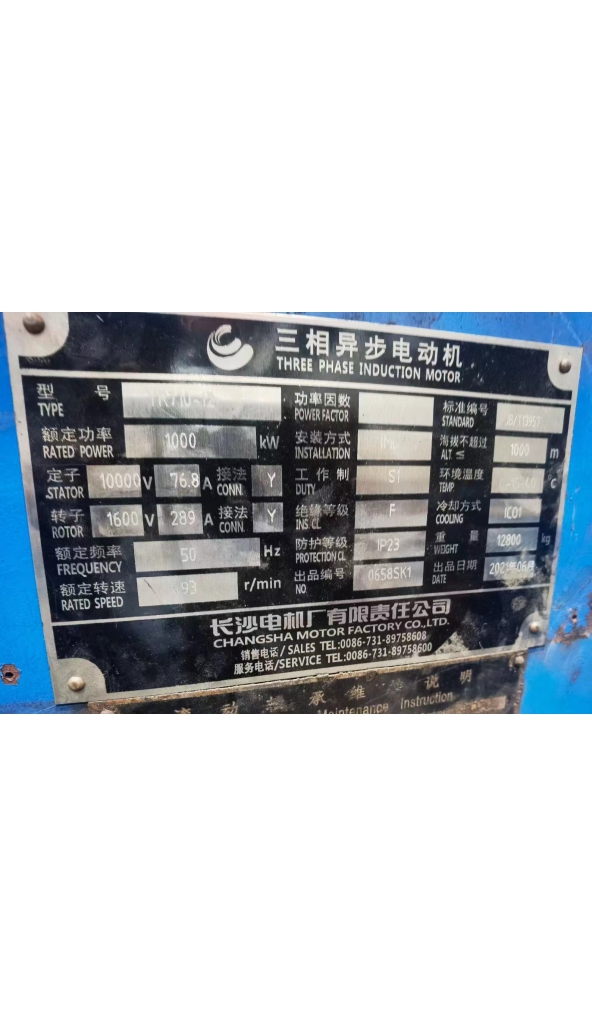 三相异步电动机
THREE PHASE INDUCTION MOTOR
型 号
TYPE
额定功率 1000 kW
RATED POWER
定子 10000 V 76.8 A 接法 Y
STATOR CONN.
转子 1600 V 289 A 接法 Y
ROTOR CONN.
额定频率 50 Hz
FREQUENCY
额定转速 r/min
RATED SPEED
功率因数
POWER FACTOR
安装方式
INSTALLATION
工作制 S1
DUTY
绝缘等级 F
INS.CL
防护等级 IP23
PROTECTION CL
出品编号 0658SK1
NO.
标准编号
STANDARD
海拔不超过 1000 m
ALT ≤
环境温度 C
TEMP
冷却方式 IC01
COOLING
重 量 12800 kg
WEIGHT
出品日期
DATE
长沙电机厂有限责任公司
CHANGSHA MOTOR FACTORY CO.,LTD.
销售电话/SALES TEL:0086-731-89758608
服务电话/SERVICE TEL:0086-731-89758600
动 承 维 说 明
Maintenance Instruction